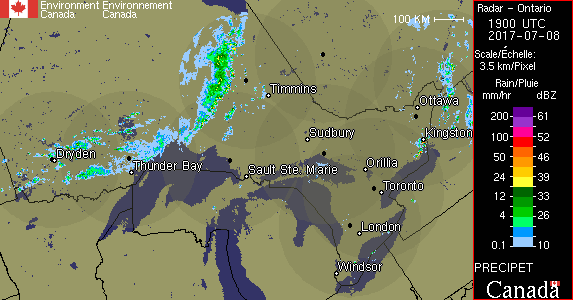 Environment Environnement
Canada Canada
100 KM
Timmins
Ottawa
Sudbury
Kingston
Dryden
Thunder Bay
Sault Ste. Marie
Orillia
Toronto
London
Windsor
Radar - Ontario
1900 UTC
2017-07-08
Scale/Échelle:
3.5 km/Pixel
Rain/Pluie
mm/hr dBZ
200 61
100 52
50 46
24 39
12 33
4 26
0.1 10
PRECIPET
Canada